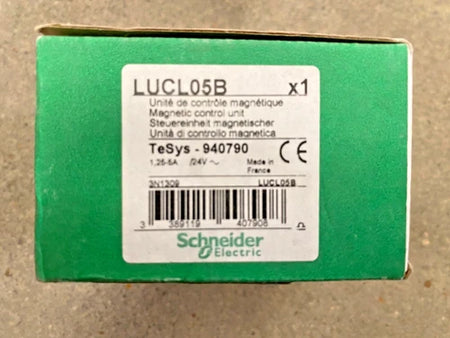 LUCL05B x1
Unité de contrôle magnétique
Magnetic control unit
Steuereinheit magnetischer
Unità di controllo magnetica
TeSys - 940790 CE
1,25-5A /24V ~ Made in France
3N1309 LUCL05B
3 389119 407908
Schneider
Electric